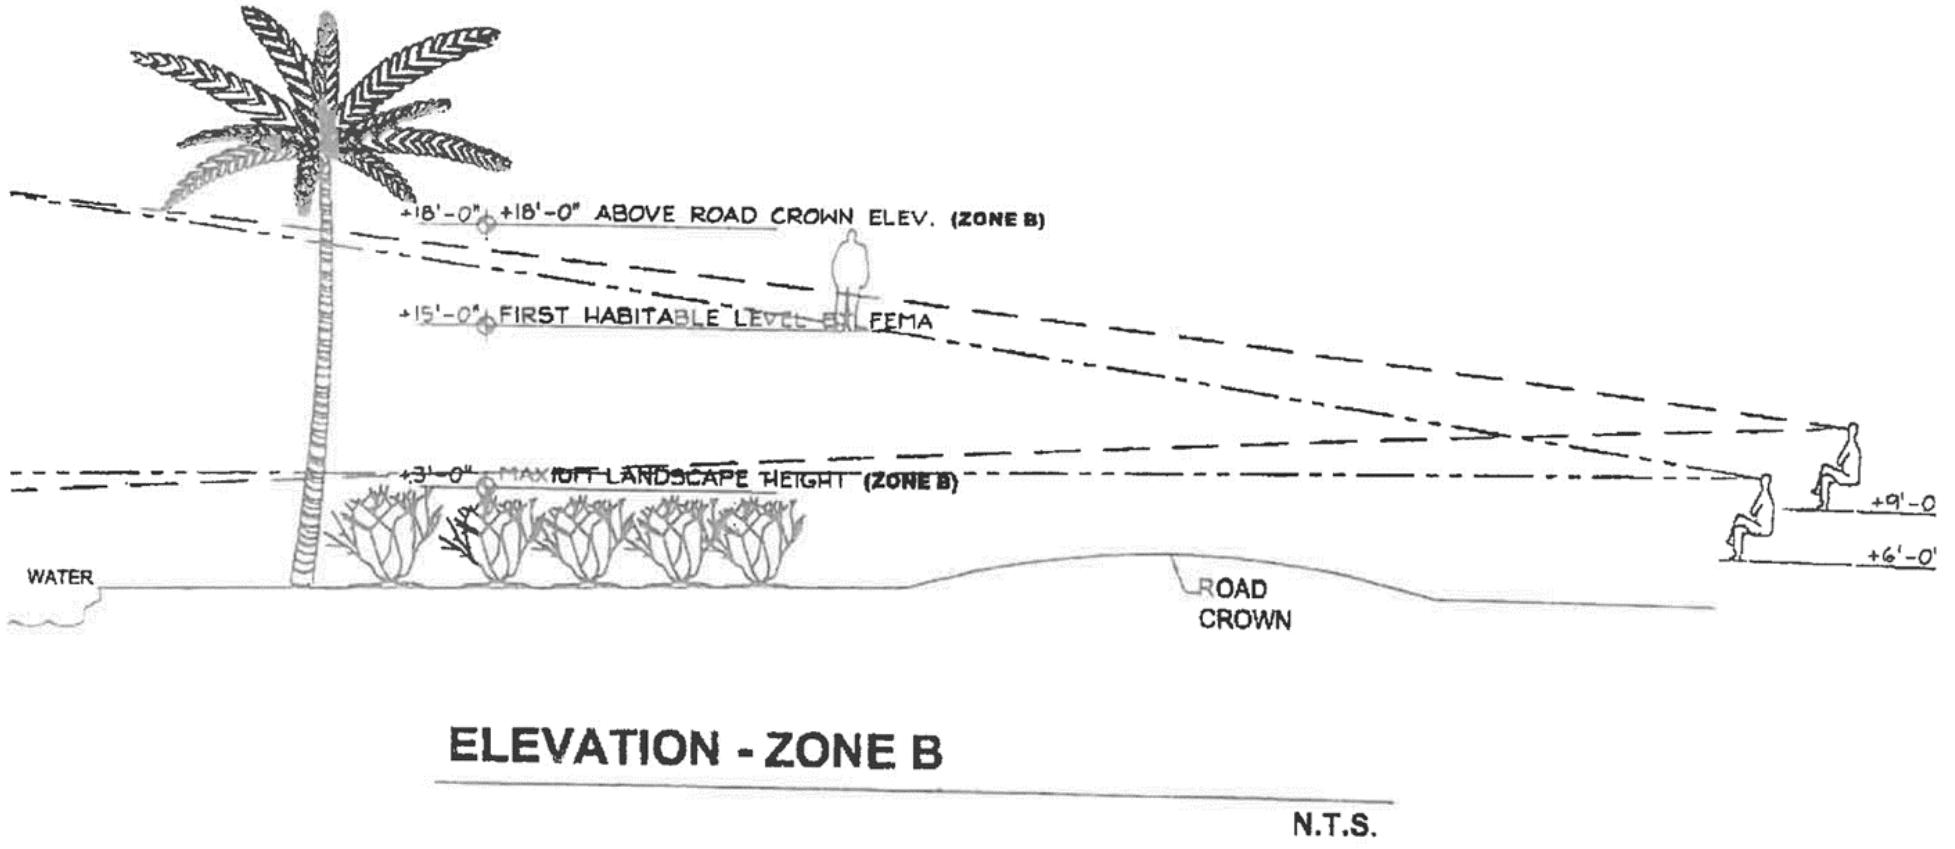 +18'-0" +18'-0" ABOVE ROAD CROWN ELEV. (ZONE B)
+15'-0" FIRST HABITABLE LEVEL FEMA
+3'-0" LANDSCAPE HEIGHT (ZONE B)
+9'-0
+6'-0'
WATER
ROAD
CROWN
ELEVATION - ZONE B
N.T.S.